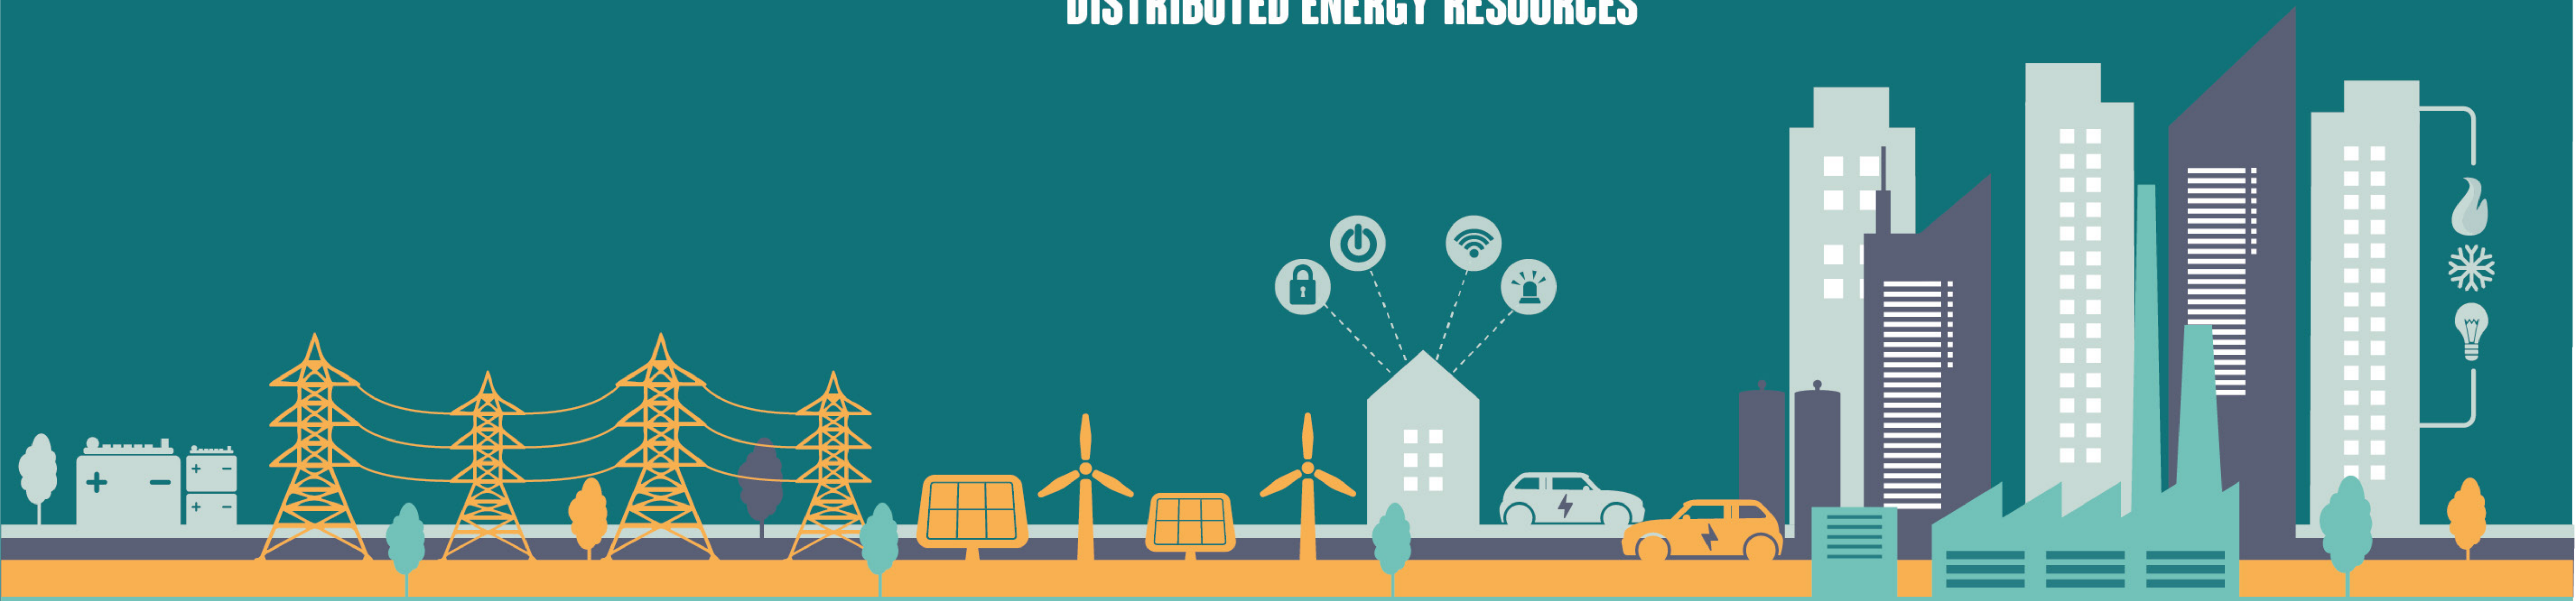 DISTRIBUTED ENERGY RESOURCES
+ -
+ -
+ -